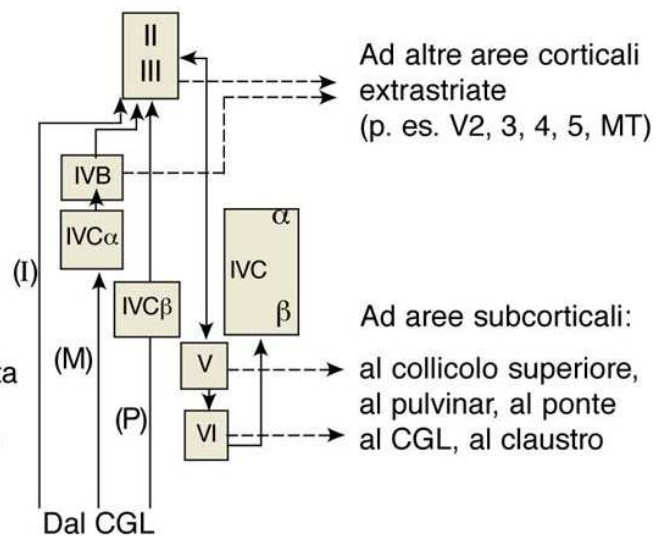 II
III
Ad altre aree corticali
extrastriate
(p. es. V2, 3, 4, 5, MT)
IVB
IVCα
α
IVC
β
(I)
IVCβ
Ad aree subcorticali:
(M)
V
al collicolo superiore,
ta
al pulvinar, al ponte
(P)
VI
al CGL, al claustro
Dal CGL